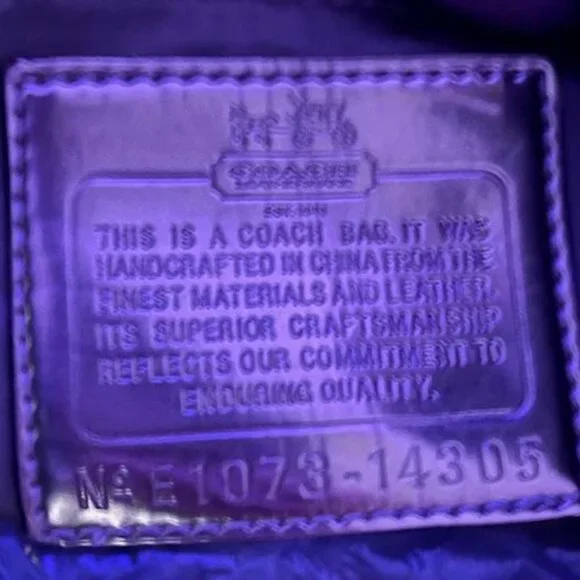 COACH
EST. 1941
THIS IS A COACH BAG. IT WAS
HANDCRAFTED IN CHINA FROM THE
FINEST MATERIALS AND LEATHER.
ITS SUPERIOR CRAFTSMANSHIP
REFLECTS OUR COMMITMENT TO
ENDURING QUALITY.
Nº E1073-14305